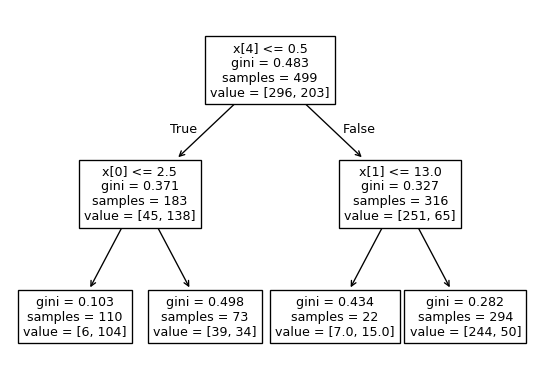 x[4] <= 0.5
gini = 0.483
samples = 499
value = [296, 203]
True
False
x[0] <= 2.5
gini = 0.371
samples = 183
value = [45, 138]
x[1] <= 13.0
gini = 0.327
samples = 316
value = [251, 65]
gini = 0.103
samples = 110
value = [6, 104]
gini = 0.498
samples = 73
value = [39, 34]
gini = 0.434
samples = 22
value = [7.0, 15.0]
gini = 0.282
samples = 294
value = [244, 50]